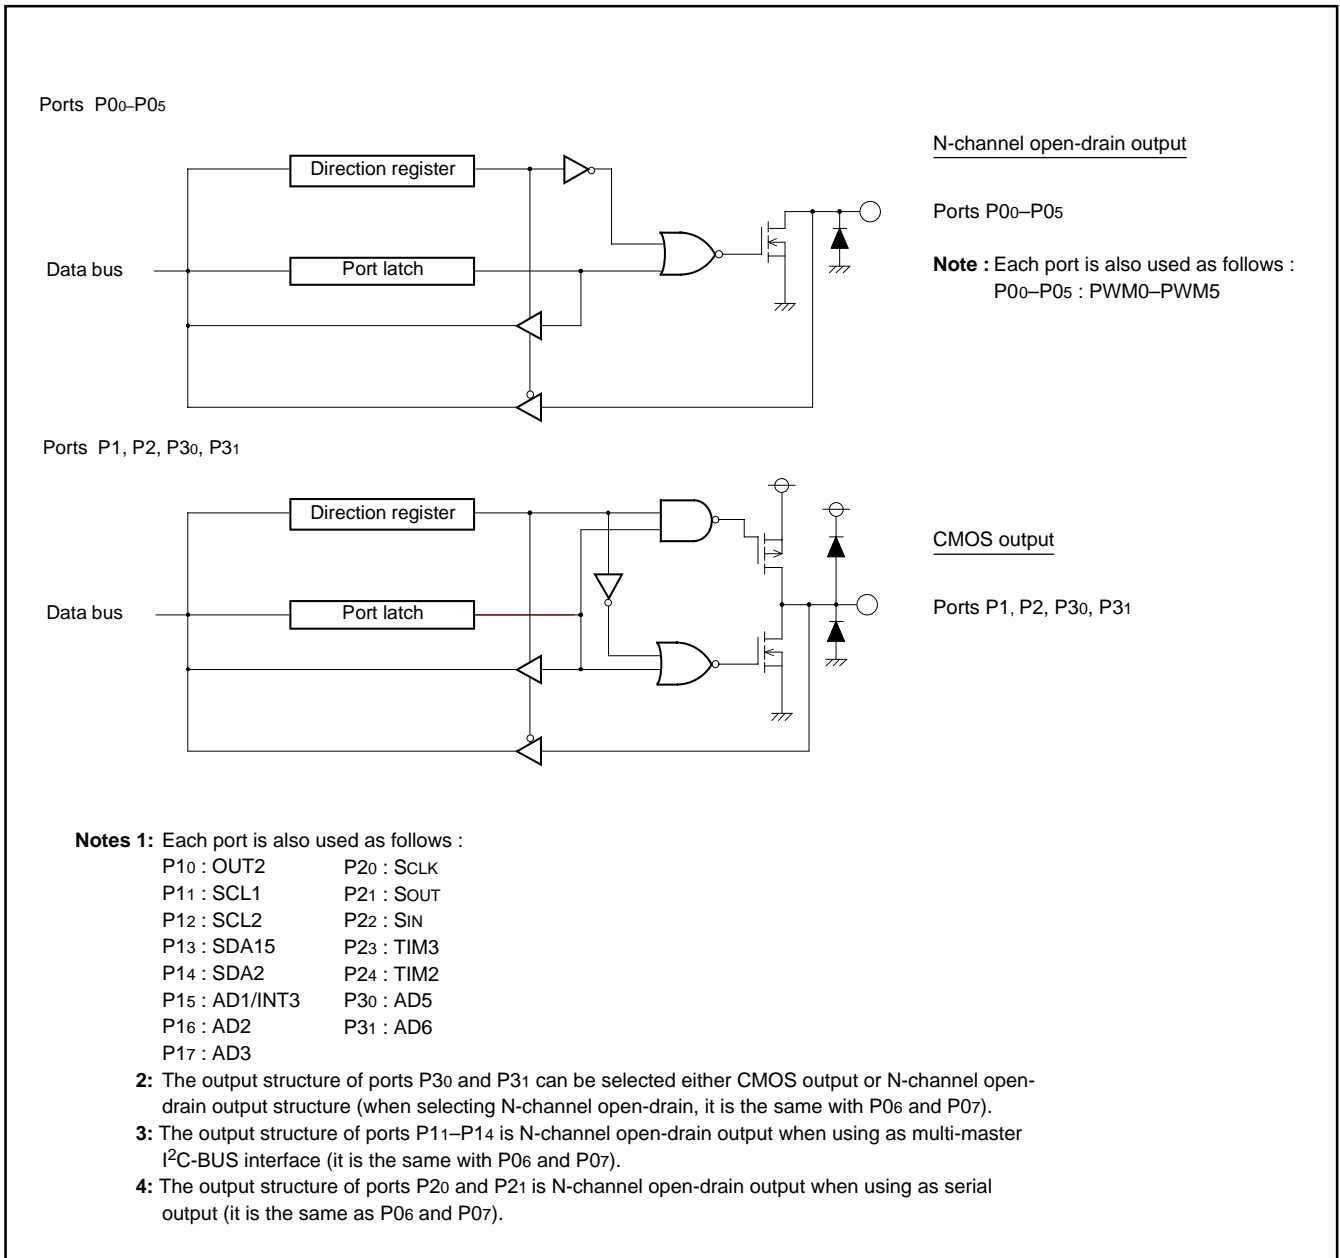 Ports P00–P05
Direction register
N-channel open-drain output
Ports P00–P05
Data bus
Port latch
Note : Each port is also used as follows :
P00–P05 : PWM0–PWM5
Ports P1, P2, P30, P31
Direction register
CMOS output
Data bus
Port latch
Ports P1, P2, P30, P31
Notes 1: Each port is also used as follows :
P10 : OUT2 P20 : SCLK
P11 : SCL1 P21 : SOUT
P12 : SCL2 P22 : SIN
P13 : SDA15 P23 : TIM3
P14 : SDA2 P24 : TIM2
P15 : AD1/INT3 P30 : AD5
P16 : AD2 P31 : AD6
P17 : AD3
2: The output structure of ports P30 and P31 can be selected either CMOS output or N-channel open-
drain output structure (when selecting N-channel open-drain, it is the same with P06 and P07).
3: The output structure of ports P11–P14 is N-channel open-drain output when using as multi-master
I2C-BUS interface (it is the same with P06 and P07).
4: The output structure of ports P20 and P21 is N-channel open-drain output when using as serial
output (it is the same as P06 and P07).